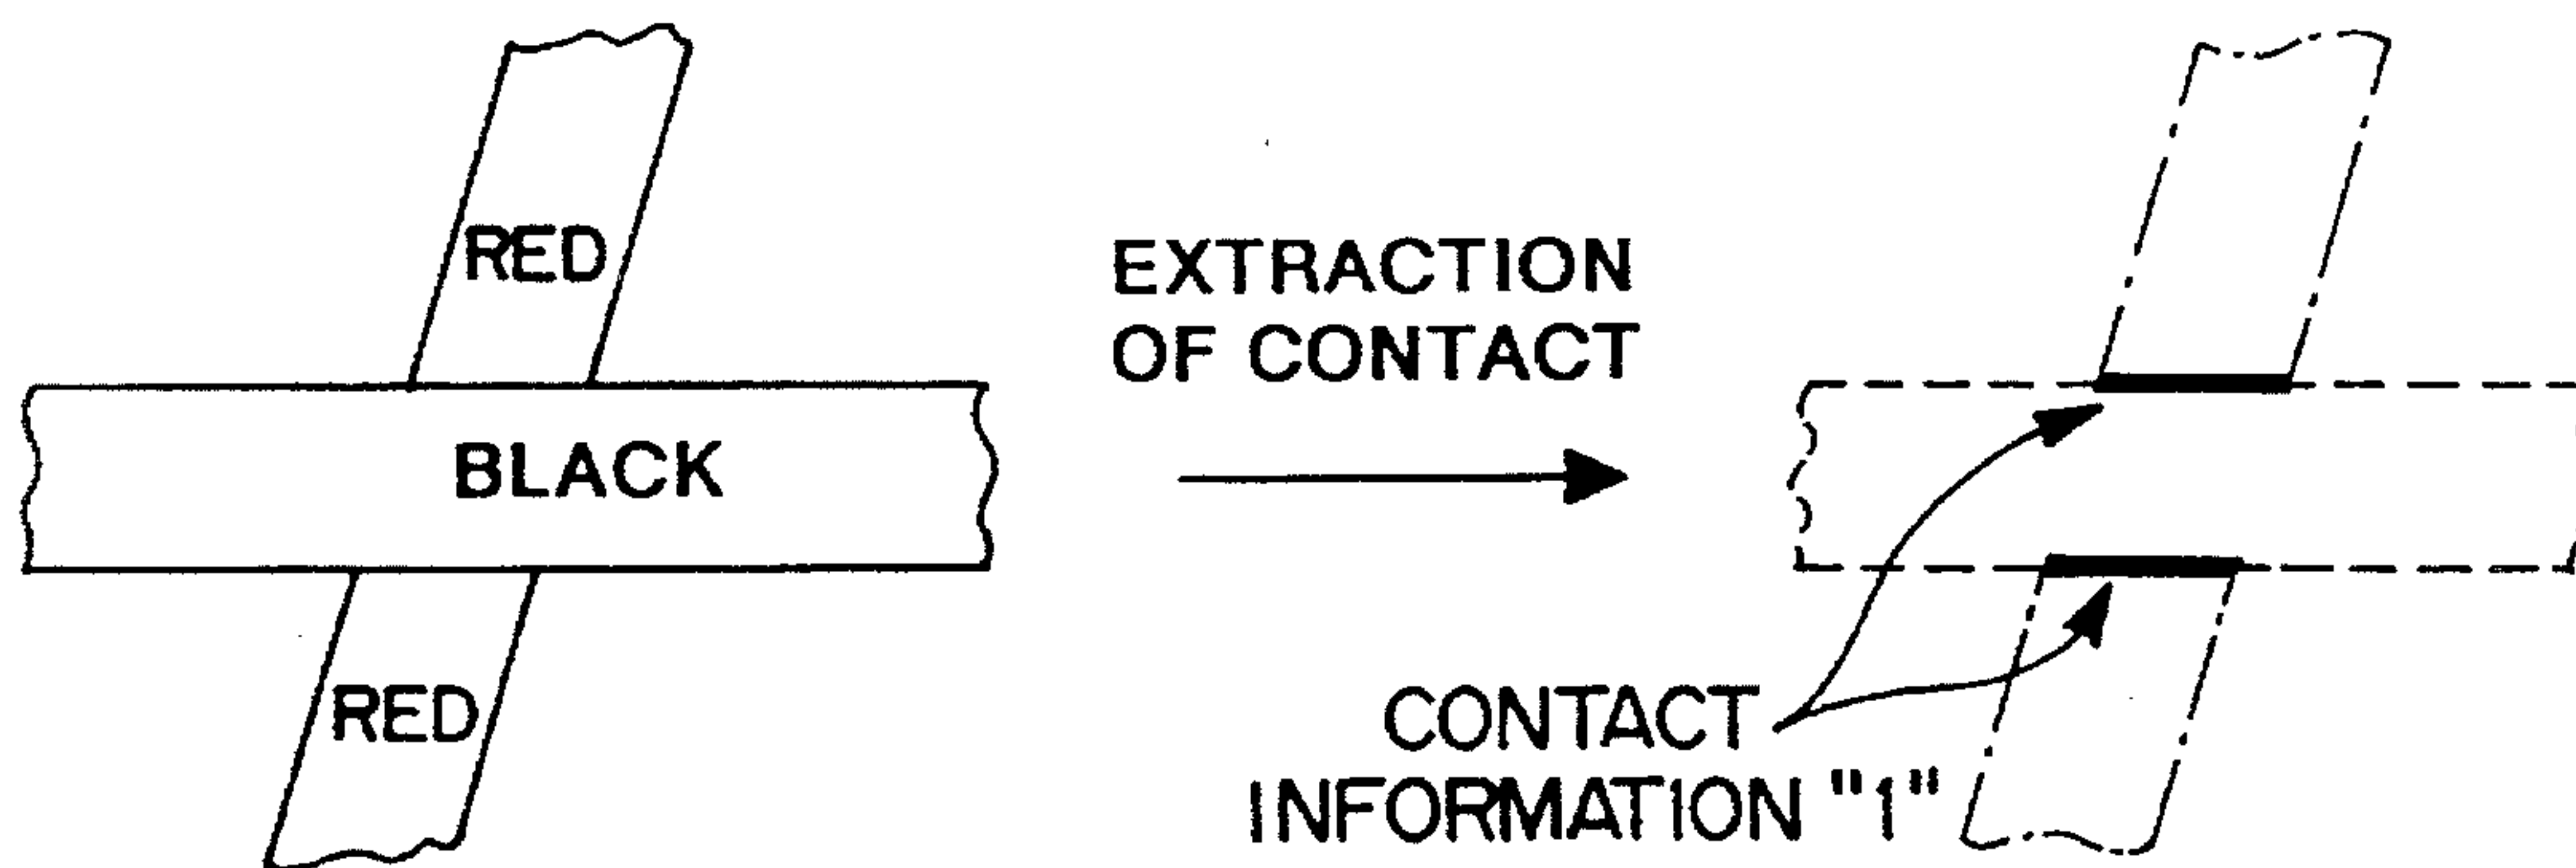 RED
BLACK
RED
EXTRACTION
OF CONTACT
CONTACT
INFORMATION "1"